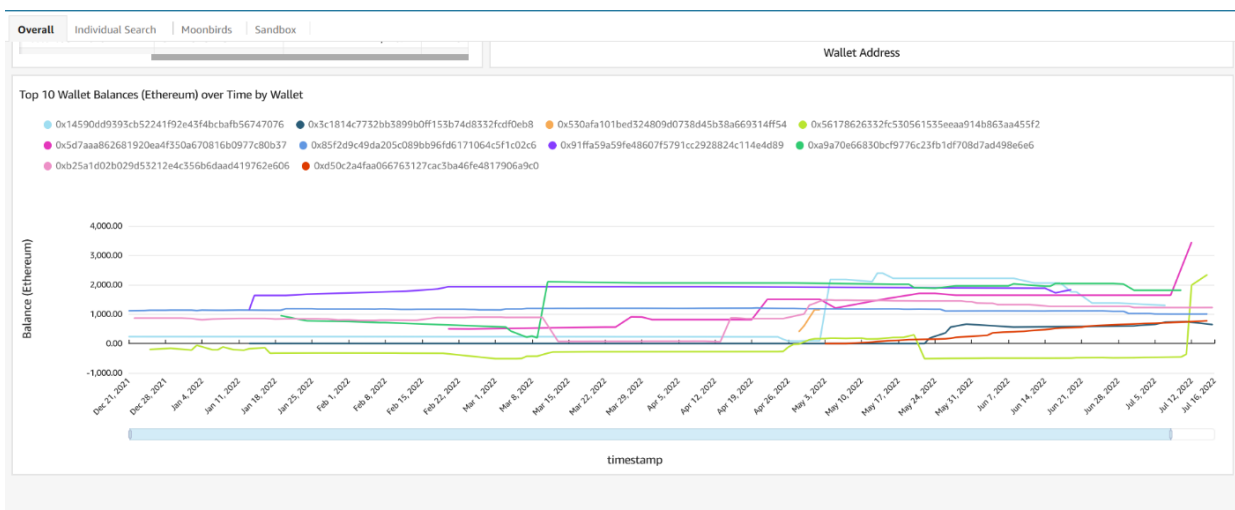 Overall Individual Search Moonbirds Sandbox
Wallet Address
Top 10 Wallet Balances (Ethereum) over Time by Wallet
0x14590dd9393cb52241f92e43f4bcbafb56747076 0x3c1814c7732bb3899b0ff153b74d8332fcdf0eb8 0x530afa101bed324809d0738d45b38a669314ff54 0x56178626332fc530561535eeaa914b863aa455f2
0x5d7aaa862681920ea4f350a670816b0977c80b37 0x85f2d9c49da205c089bb96fd6171064c5f1c02c6 0x91ffa59a59fe48607f5791cc2928824c114e4d89 0xa9a70e66830bcf9776c23fb1df708d7ad498e6e6
0xb25a1d02b029d53212e4c356b6daad419762e606 0xd50c2a4faa066763127cac3ba46fe4817906a9c0
Balance (Ethereum)
4,000.00
3,000.00
2,000.00
1,000.00
0.00
-1,000.00
Dec 21, 2021 Dec 28, 2021 Jan 4, 2022 Jan 11, 2022 Jan 18, 2022 Jan 25, 2022 Feb 1, 2022 Feb 8, 2022 Feb 15, 2022 Feb 22, 2022 Mar 1, 2022 Mar 8, 2022 Mar 15, 2022 Mar 22, 2022 Mar 29, 2022 Apr 5, 2022 Apr 12, 2022 Apr 19, 2022 Apr 26, 2022 May 3, 2022 May 10, 2022 May 17, 2022 May 24, 2022 May 31, 2022 Jun 7, 2022 Jun 14, 2022 Jun 21, 2022 Jun 28, 2022 Jul 5, 2022 Jul 12, 2022 Jul 16, 2022
timestamp